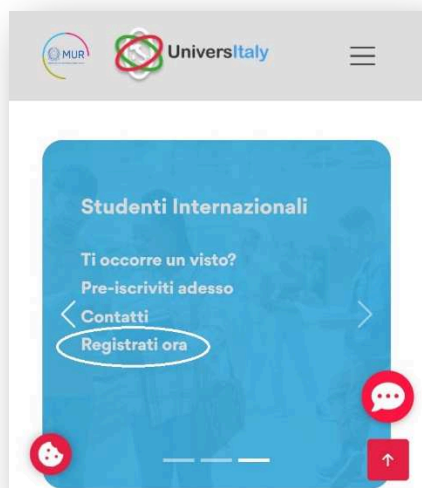 MUR
UniversItaly
Studenti Internazionali
Ti occorre un visto?
Pre-iscriviti adesso
Contatti
Registrati ora